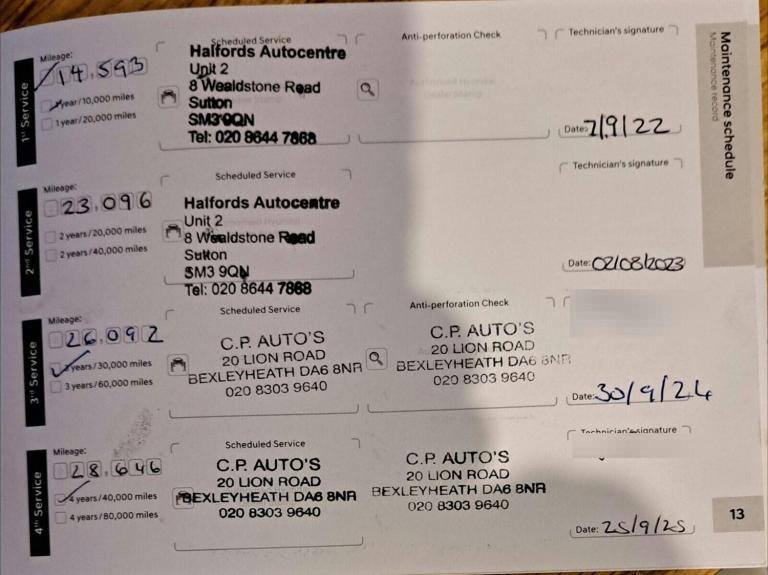 Maintenance schedule
Maintenance record
1st Service
Mileage:
14,593
1 year/10,000 miles
1 year/20,000 miles
Scheduled Service
Halfords Autocentre
Unit 2
8 Wealdstone Road
Sutton
SM3 9QN
Tel: 020 8644 7868
Anti-perforation Check
Technician's signature
Date: 7/9/22
2nd Service
Mileage:
23,096
2 years/20,000 miles
2 years/40,000 miles
Scheduled Service
Halfords Autocentre
Unit 2
8 Wealdstone Road
Sutton
SM3 9QN
Tel: 020 8644 7868
Technician's signature
Date: 02/08/2023
3rd Service
Mileage:
26,092
3 years/30,000 miles
3 years/60,000 miles
Scheduled Service
C.P. AUTO'S
20 LION ROAD
BEXLEYHEATH DA6 8NR
020 8303 9640
Anti-perforation Check
C.P. AUTO'S
20 LION ROAD
BEXLEYHEATH DA6 8NR
020 8303 9640
Date: 30/9/24
4th Service
Mileage:
28,646
4 years/40,000 miles
4 years/80,000 miles
Scheduled Service
C.P. AUTO'S
20 LION ROAD
BEXLEYHEATH DA6 8NR
020 8303 9640
C.P. AUTO'S
20 LION ROAD
BEXLEYHEATH DA6 8NR
020 8303 9640
Technician's signature
Date: 25/9/25
13